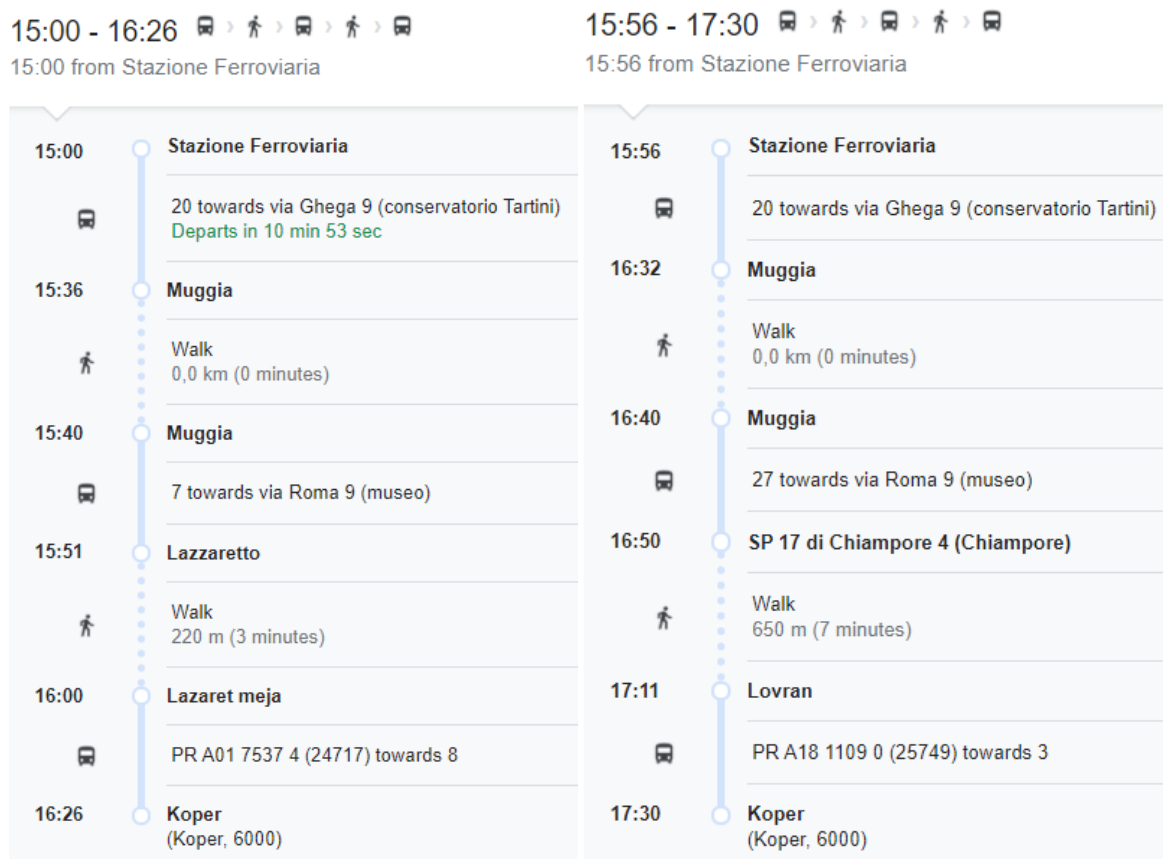 15:00 - 16:26
15:00 from Stazione Ferroviaria
15:00
Stazione Ferroviaria
20 towards via Ghega 9 (conservatorio Tartini)
Departs in 10 min 53 sec
15:36
Muggia
Walk
0,0 km (0 minutes)
15:40
Muggia
7 towards via Roma 9 (museo)
15:51
Lazzaretto
Walk
220 m (3 minutes)
16:00
Lazaret meja
PR A01 7537 4 (24717) towards 8
16:26
Koper
(Koper, 6000)
15:56 - 17:30
15:56 from Stazione Ferroviaria
15:56
Stazione Ferroviaria
20 towards via Ghega 9 (conservatorio Tartini)
16:32
Muggia
Walk
0,0 km (0 minutes)
16:40
Muggia
27 towards via Roma 9 (museo)
16:50
SP 17 di Chiampore 4 (Chiampore)
Walk
650 m (7 minutes)
17:11
Lovran
PR A18 1109 0 (25749) towards 3
17:30
Koper
(Koper, 6000)